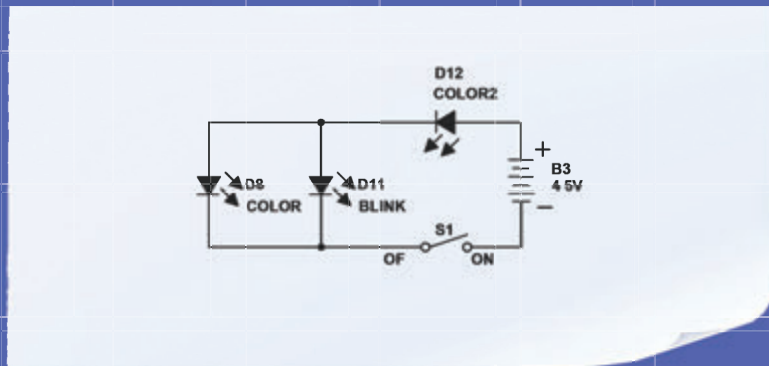 D12
COLOR2
+
B3
4 5V
D8
COLOR
D11
BLINK
S1
OF
ON
−